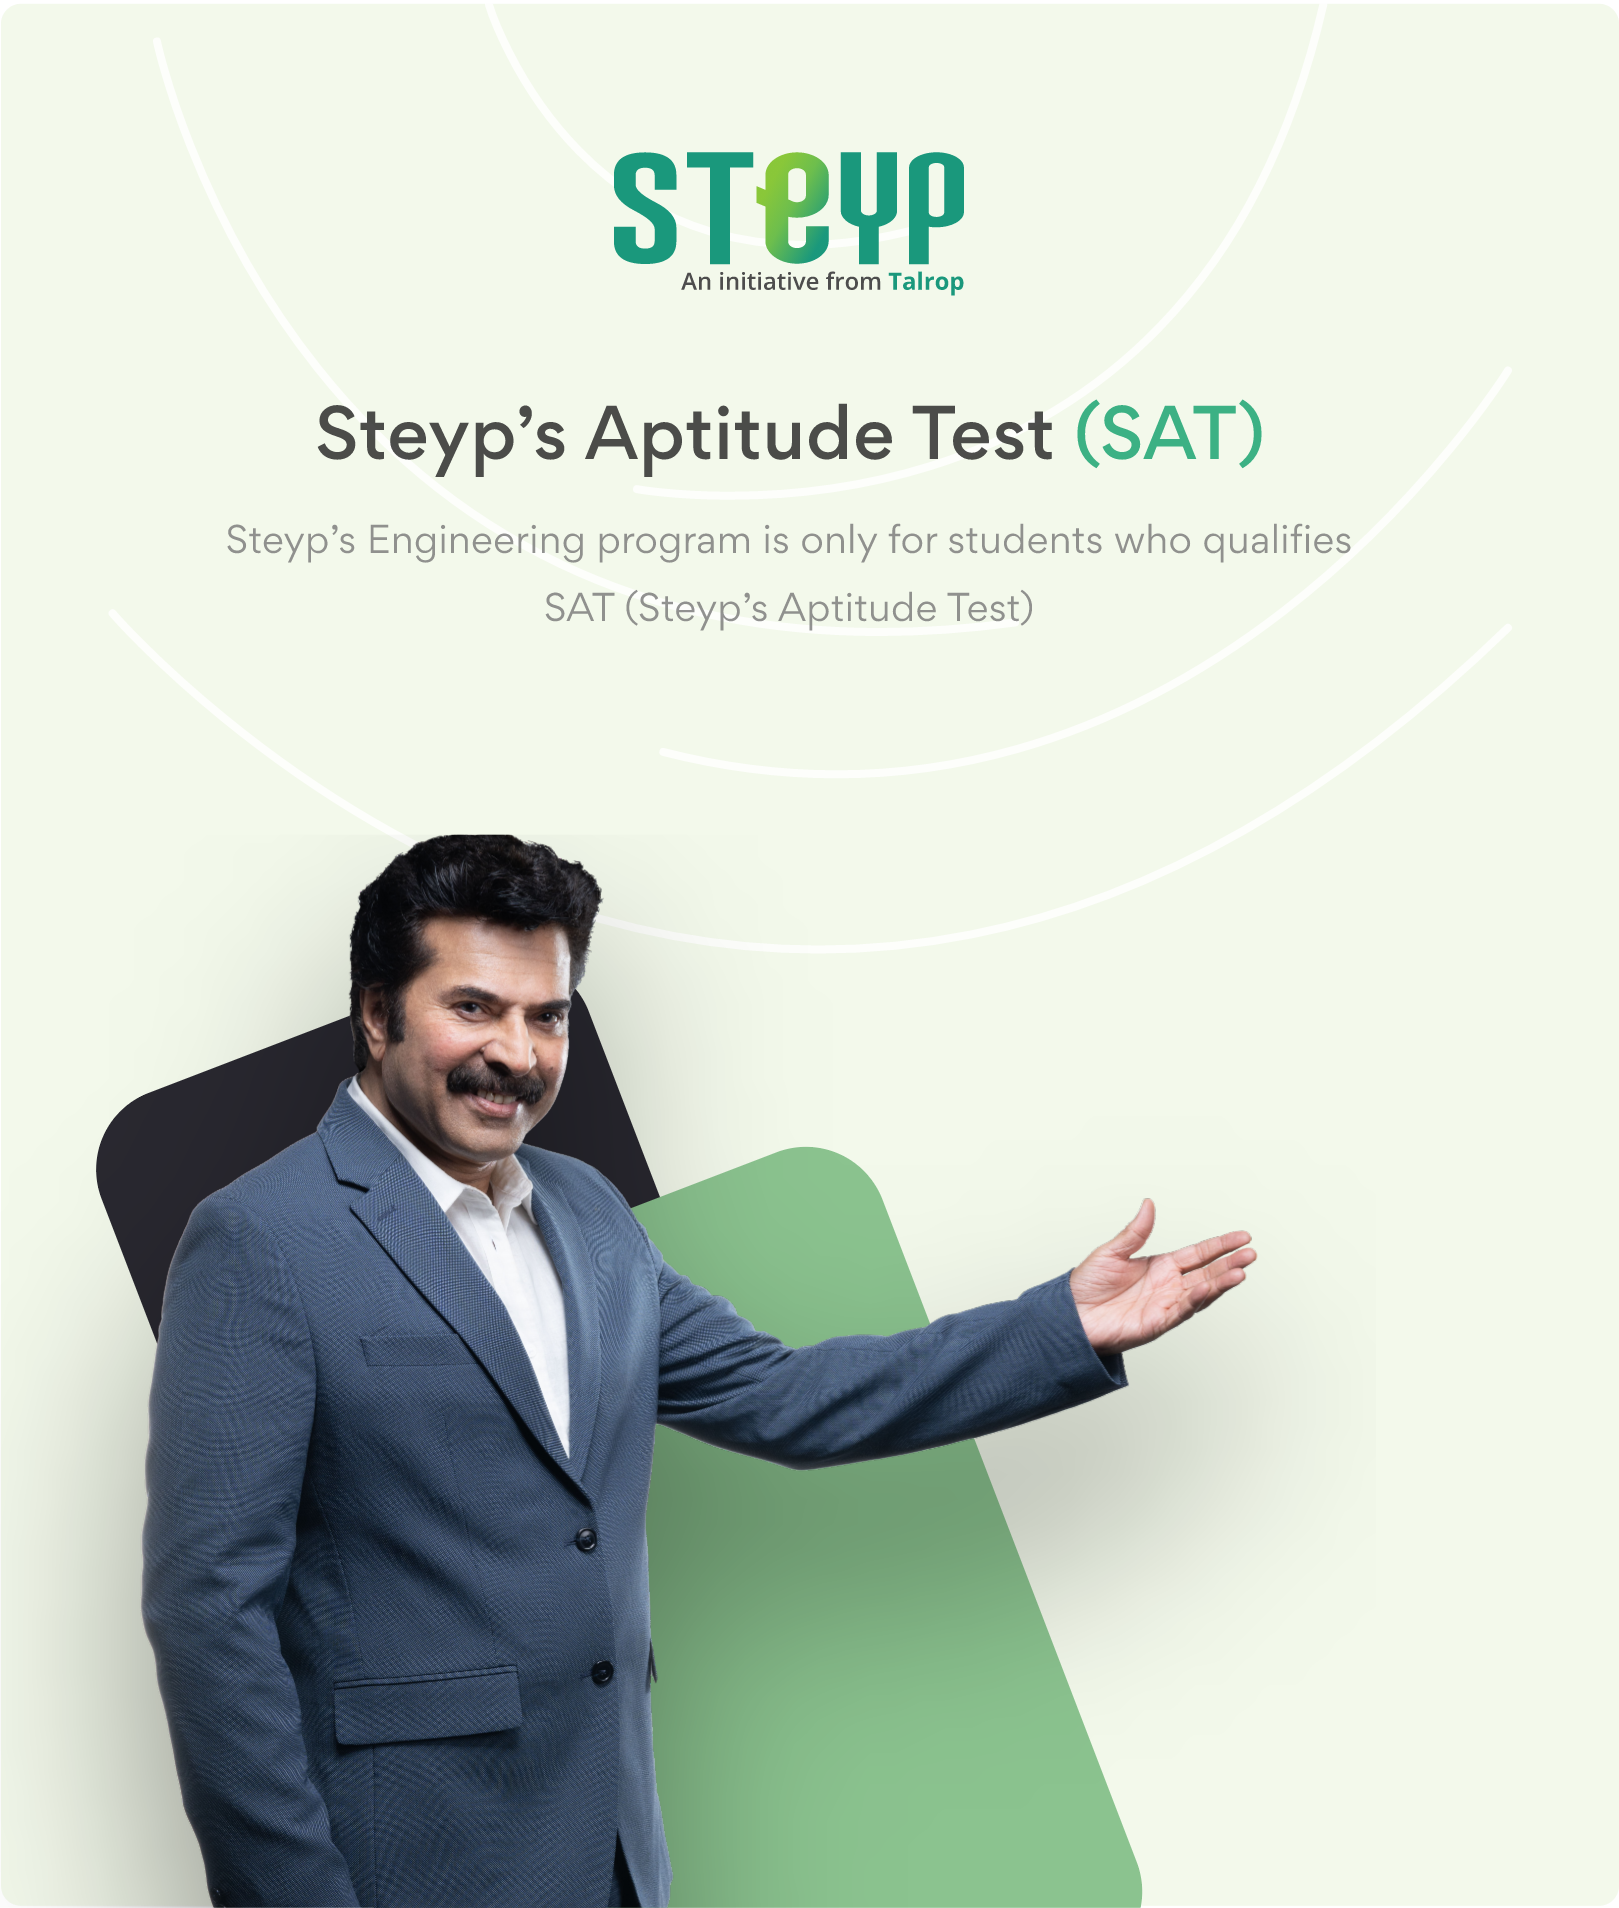 STEYP
An initiative from Talrop
Steyp’s Aptitude Test (SAT)
Steyp’s Engineering program is only for students who qualifies
SAT (Steyp’s Aptitude Test)